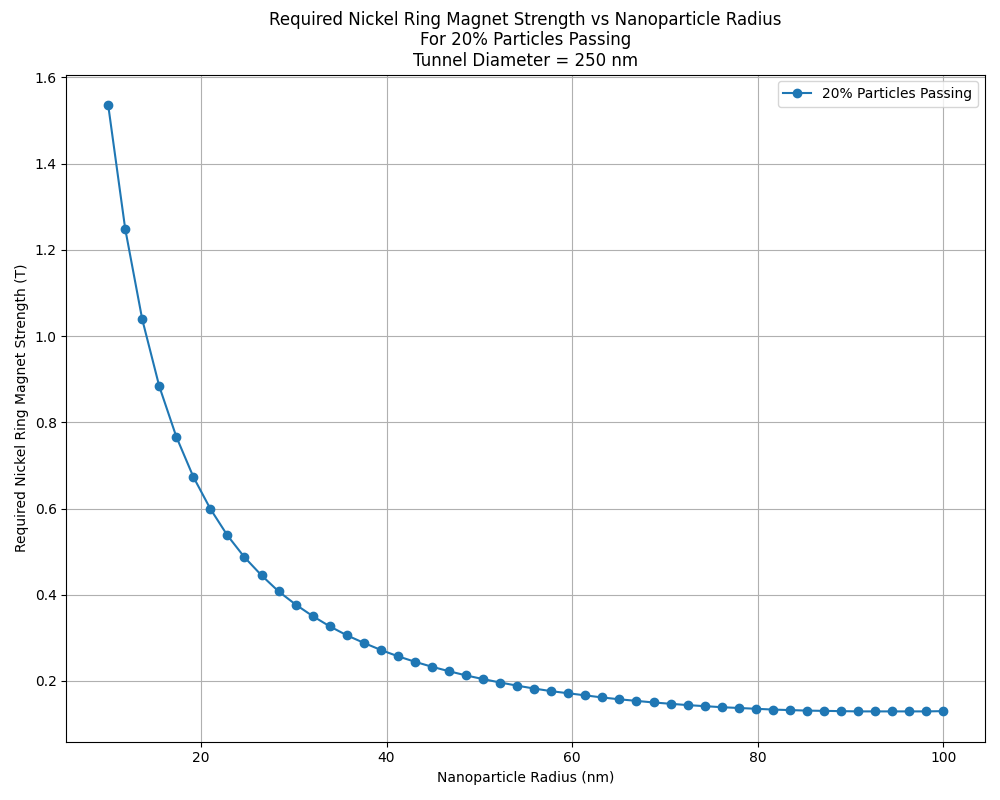 Required Nickel Ring Magnet Strength vs Nanoparticle Radius
For 20% Particles Passing
Tunnel Diameter = 250 nm
20% Particles Passing
Required Nickel Ring Magnet Strength (T)
1.6
1.4
1.2
1.0
0.8
0.6
0.4
0.2
20 40 60 80 100
Nanoparticle Radius (nm)